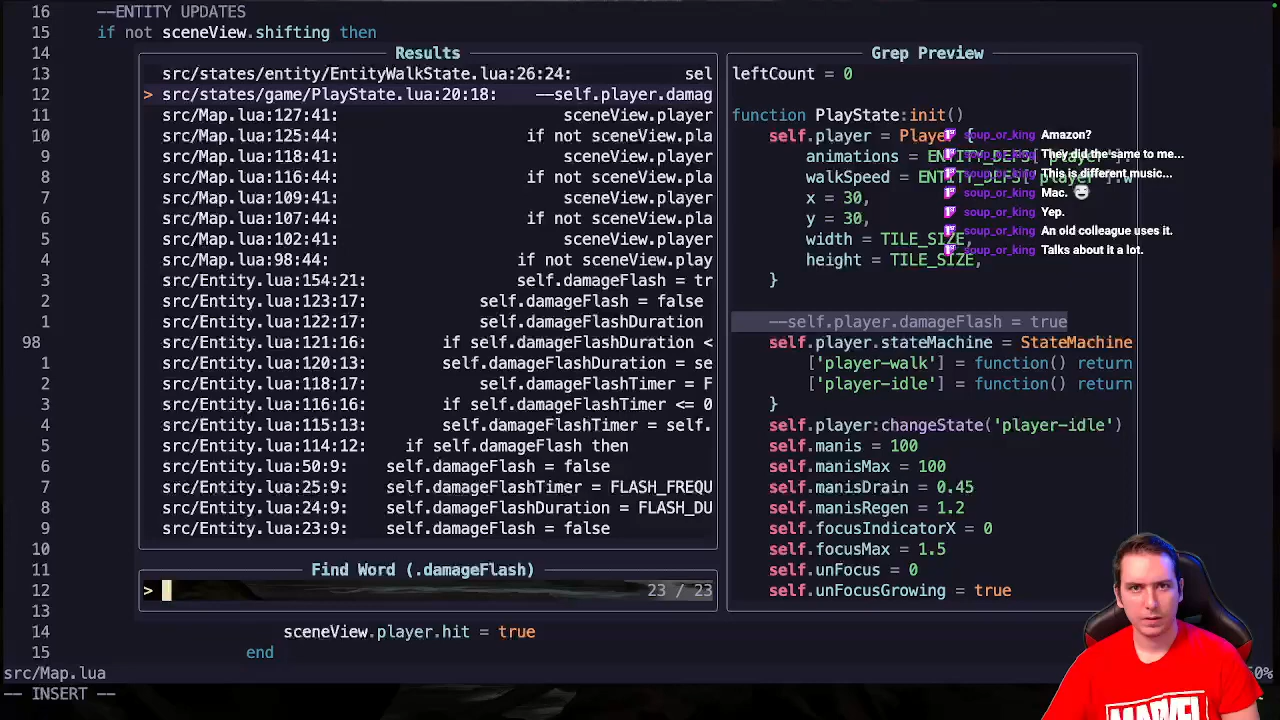 16 --ENTITY UPDATES
15 if not sceneView.shifting then
14
13
12
11
10
9
8
7
6
5
4
3
2
1
98
1
2
3
4
5
6
7
8
9
10
11
12
13
14 sceneView.player.hit = true
15 end
Results
src/states/entity/EntityWalkState.lua:26:24: sel
> src/states/game/PlayState.lua:20:18: --self.player.damag
src/Map.lua:127:41: sceneView.player
src/Map.lua:125:44: if not sceneView.pla
src/Map.lua:118:41: sceneView.player
src/Map.lua:116:44: if not sceneView.pla
src/Map.lua:109:41: sceneView.player
src/Map.lua:107:44: if not sceneView.pla
src/Map.lua:102:41: sceneView.player
src/Map.lua:98:44: if not sceneView.play
src/Entity.lua:154:21: self.damageFlash = tr
src/Entity.lua:123:17: self.damageFlash = false
src/Entity.lua:122:17: self.damageFlashDuration
src/Entity.lua:121:16: if self.damageFlashDuration <
src/Entity.lua:120:13: self.damageFlashDuration = se
src/Entity.lua:118:17: self.damageFlashTimer = F
src/Entity.lua:116:16: if self.damageFlashTimer <= 0
src/Entity.lua:115:13: self.damageFlashTimer = self.
src/Entity.lua:114:12: if self.damageFlash then
src/Entity.lua:50:9: self.damageFlash = false
src/Entity.lua:25:9: self.damageFlashTimer = FLASH_FREQU
src/Entity.lua:24:9: self.damageFlashDuration = FLASH_DU
src/Entity.lua:23:9: self.damageFlash = false
Find Word (.damageFlash)
> 23 / 23
Grep Preview
leftCount = 0
function PlayState:init()
self.player = Player {
animations = ENTITY_DEFS['player'].
walkSpeed = ENTITY_DEFS['player'].w
x = 30,
y = 30,
width = TILE_SIZE,
height = TILE_SIZE,
}
--self.player.damageFlash = true
self.player.stateMachine = StateMachine
['player-walk'] = function() return
['player-idle'] = function() return
}
self.player:changeState('player-idle')
self.manis = 100
self.manisMax = 100
self.manisDrain = 0.45
self.manisRegen = 1.2
self.focusIndicatorX = 0
self.focusMax = 1.5
self.unFocus = 0
self.unFocusGrowing = true
soup_or_king Amazon?
soup_or_king They did the same to me...
soup_or_king This is different music...
soup_or_king Mac.
soup_or_king Yep.
soup_or_king An old colleague uses it.
soup_or_king Talks about it a lot.
src/Map.lua
-- INSERT --
MARVEL